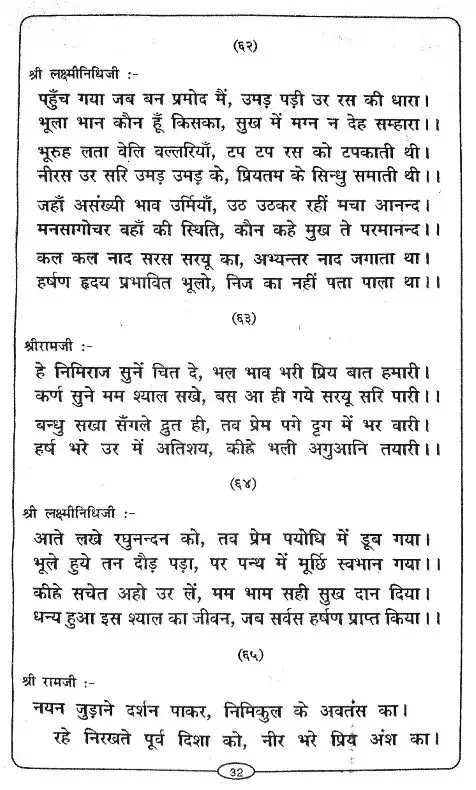 (६२)
श्री लक्ष्मीनिधिजी :-
पहुँच गया जब बन प्रमोद मैं, उमड़ पड़ी उर रस की धारा।
भूला भान कौन हूँ किसका, सुख में मग्न न देह सम्हारा।।
भूरुह लता वेलि वल्लरियाँ, टप टप रस को टपकाती थी।
नीरस उर सरि उमड़ उमड़ के, प्रियतम के सिन्धु समाती थी।।
जहाँ असंख्यी भाव उर्मियाँ, उठ उठकर रहीं मचा आनन्द।
मनसागोचर वहाँ की स्थिति, कौन कहे मुख ते परमानन्द।।
कल कल नाद सरस सरयू का, अभ्यन्तर नाद जगाता था।
हर्षण हृदय प्रभावित भूलो, निज का नहीं पता पाला था।।
(६३)
श्रीरामजी :-
हे निमिराज सुनें चित दे, भल भाव भरी प्रिय बात हमारी।
कर्ण सुने मम श्याल सखे, बस आ ही गये सरयू सरि पारी।।
बन्धु सखा सँगले द्रुत ही, तव प्रेम पगे दृग में भर वारी।
हर्ष भरे उर में अतिशय, कीहे भली अगुआनि तयारी।।
(६४)
श्री लक्ष्मीनिधिजी :-
आते लखे रघुनन्दन को, तव प्रेम पयोधि में डूब गया।
भूले हुये तन दौड़ पड़ा, पर पन्थ में मूर्छि स्वभान गया।।
कीहे सचेत अहो उर लें, मम भाम सही सुख दान दिया।
धन्य हुआ इस श्याल का जीवन, जब सर्वस हर्षण प्राप्त किया।।
(६५)
श्री रामजी :-
नयन जुड़ाने दर्शन पाकर, निमिकुल के अवतंस का।
रहे निरखते पूर्व दिशा को, नीर भरे प्रिय अंश का।
32